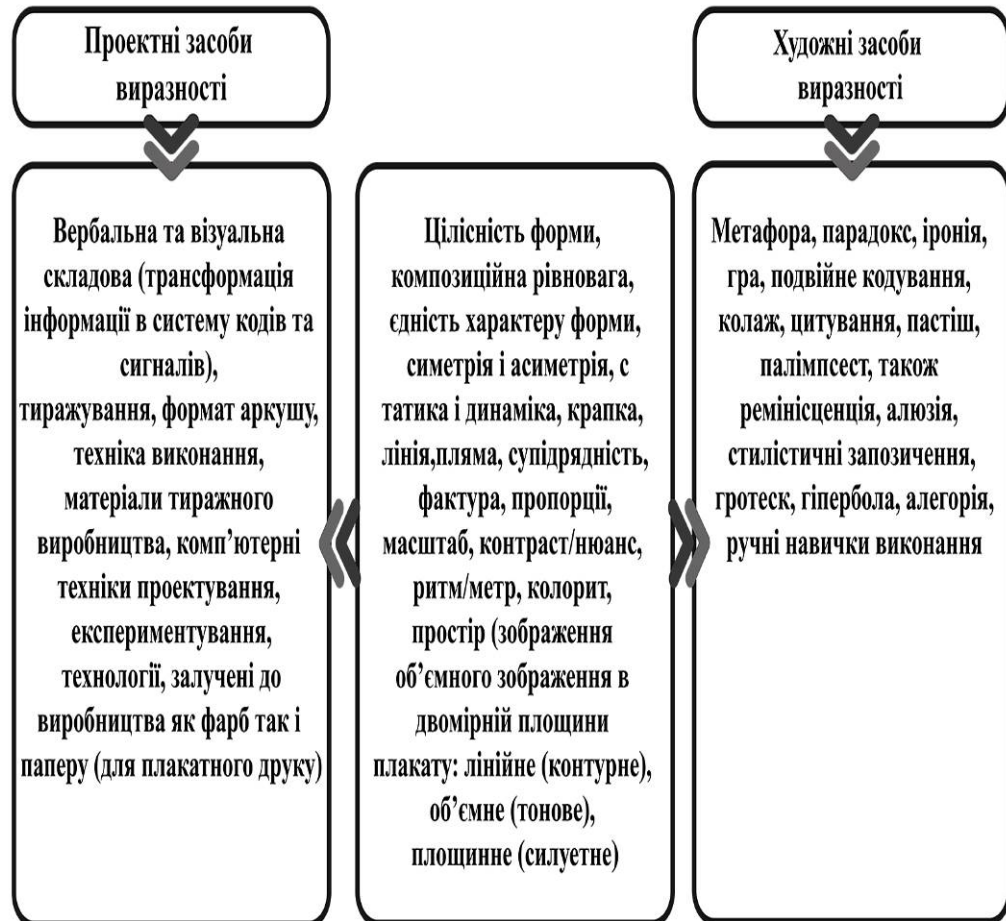 Проектні засоби
виразності
Художні засоби
виразності
Вербальна та візуальна
складова (трансформація
інформації в систему кодів та
сигналів),
тиражування, формат аркушу,
техніка виконання,
матеріали тиражного
виробництва, комп’ютерні
техніки проектування,
експериментування,
технології, залучені до
виробництва як фарб так і
паперу (для плакатного друку)
Цілісність форми,
композиційна рівновага,
єдність характеру форми,
симетрія і асиметрія, с
татика і динаміка, крапка,
лінія,пляма, супідрядність,
фактура, пропорції,
масштаб, контраст/нюанс,
ритм/метр, колорит,
простір (зображення
об’ємного зображення в
двомірній площини
плакату: лінійне (контурне),
об’ємне (тонове),
площинне (силуетне)
Метафора, парадокс, іронія,
гра, подвійне кодування,
колаж, цитування, пастіш,
палімпсест, також
ремінісценція, алюзія,
стилістичні запозичення,
гротеск, гіпербола, алегорія,
ручні навички виконання